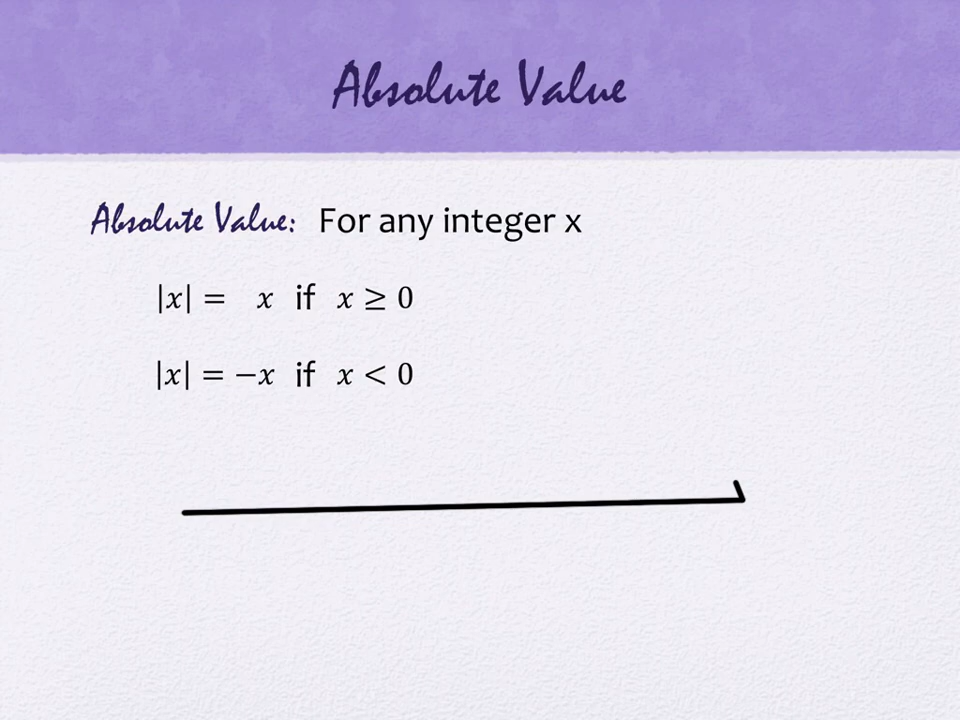 Absolute Value
Absolute Value: For any integer x
|x| = x if x ≥ 0
|x| = −x if x < 0